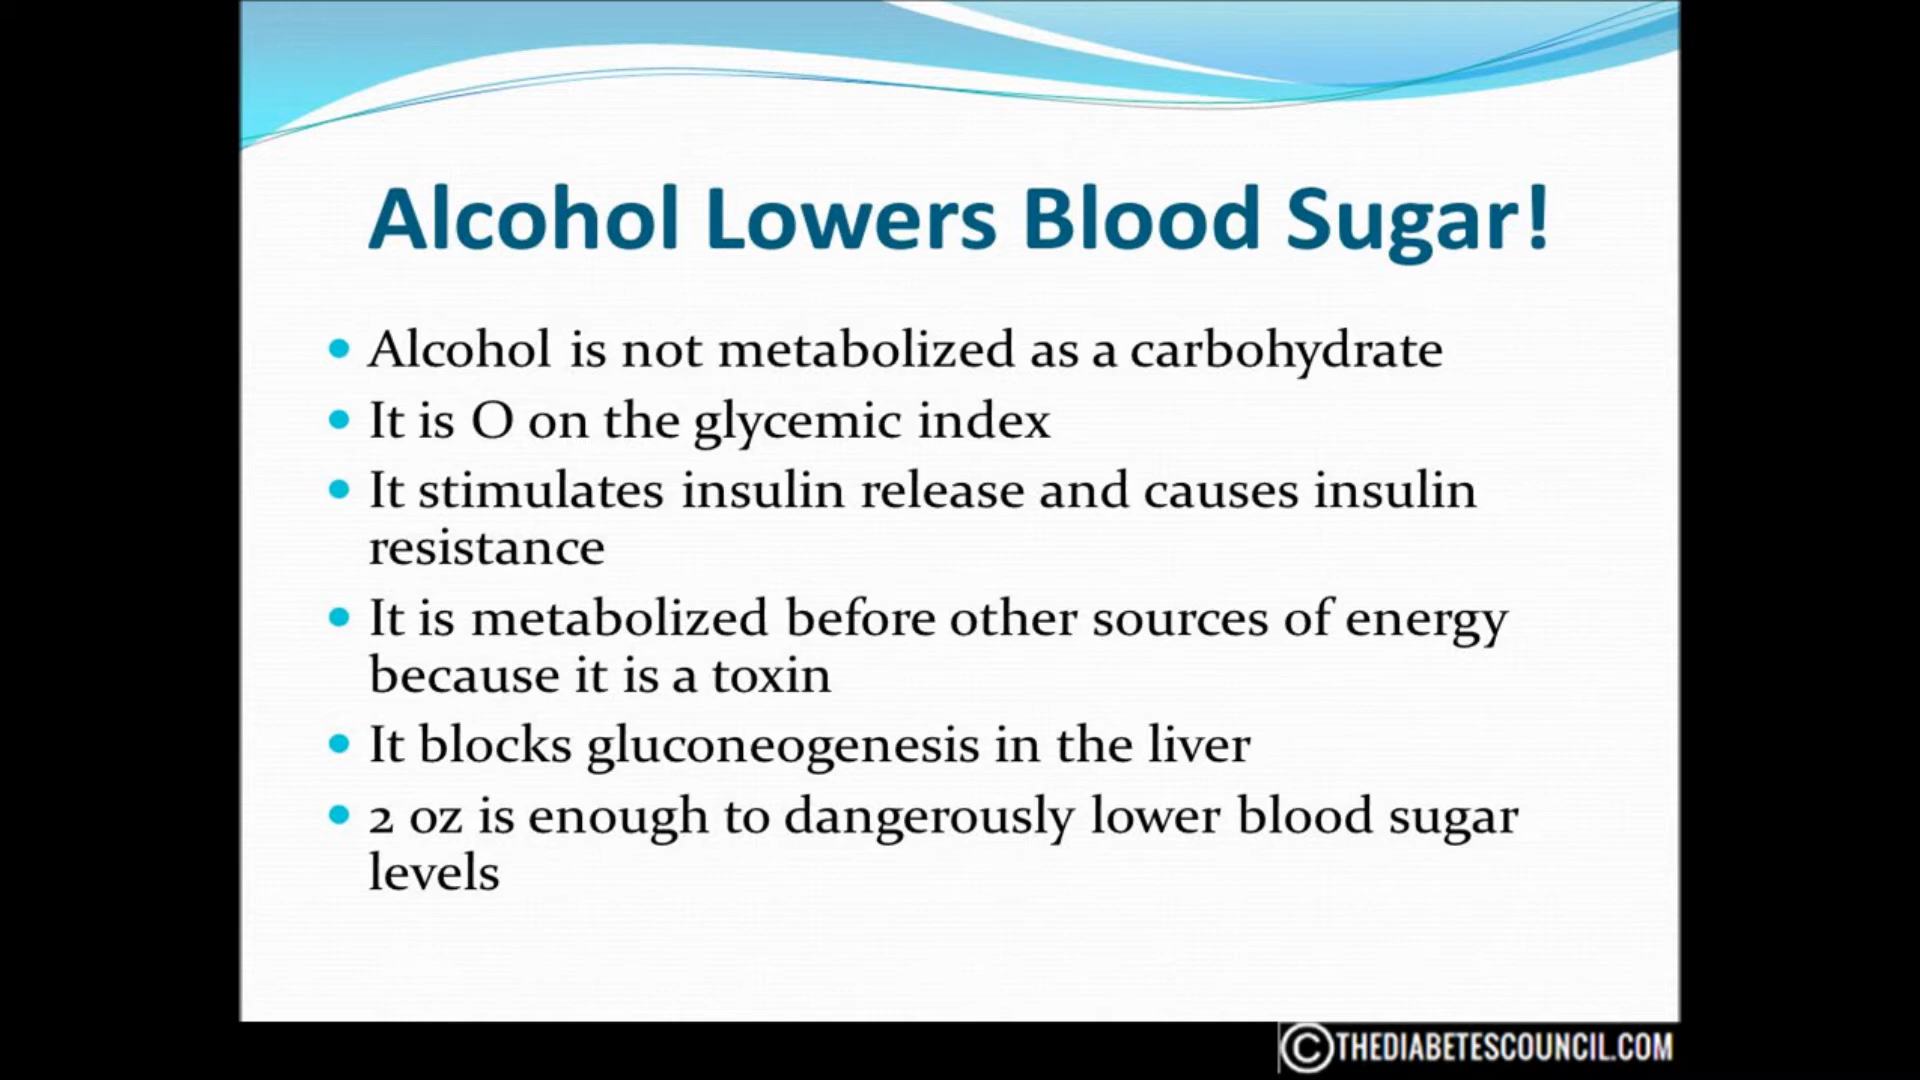 Alcohol Lowers Blood Sugar!
• Alcohol is not metabolized as a carbohydrate
• It is O on the glycemic index
• It stimulates insulin release and causes insulin
resistance
• It is metabolized before other sources of energy
because it is a toxin
• It blocks gluconeogenesis in the liver
• 2 oz is enough to dangerously lower blood sugar
levels
©THEDIABETESCOUNCIL.COM